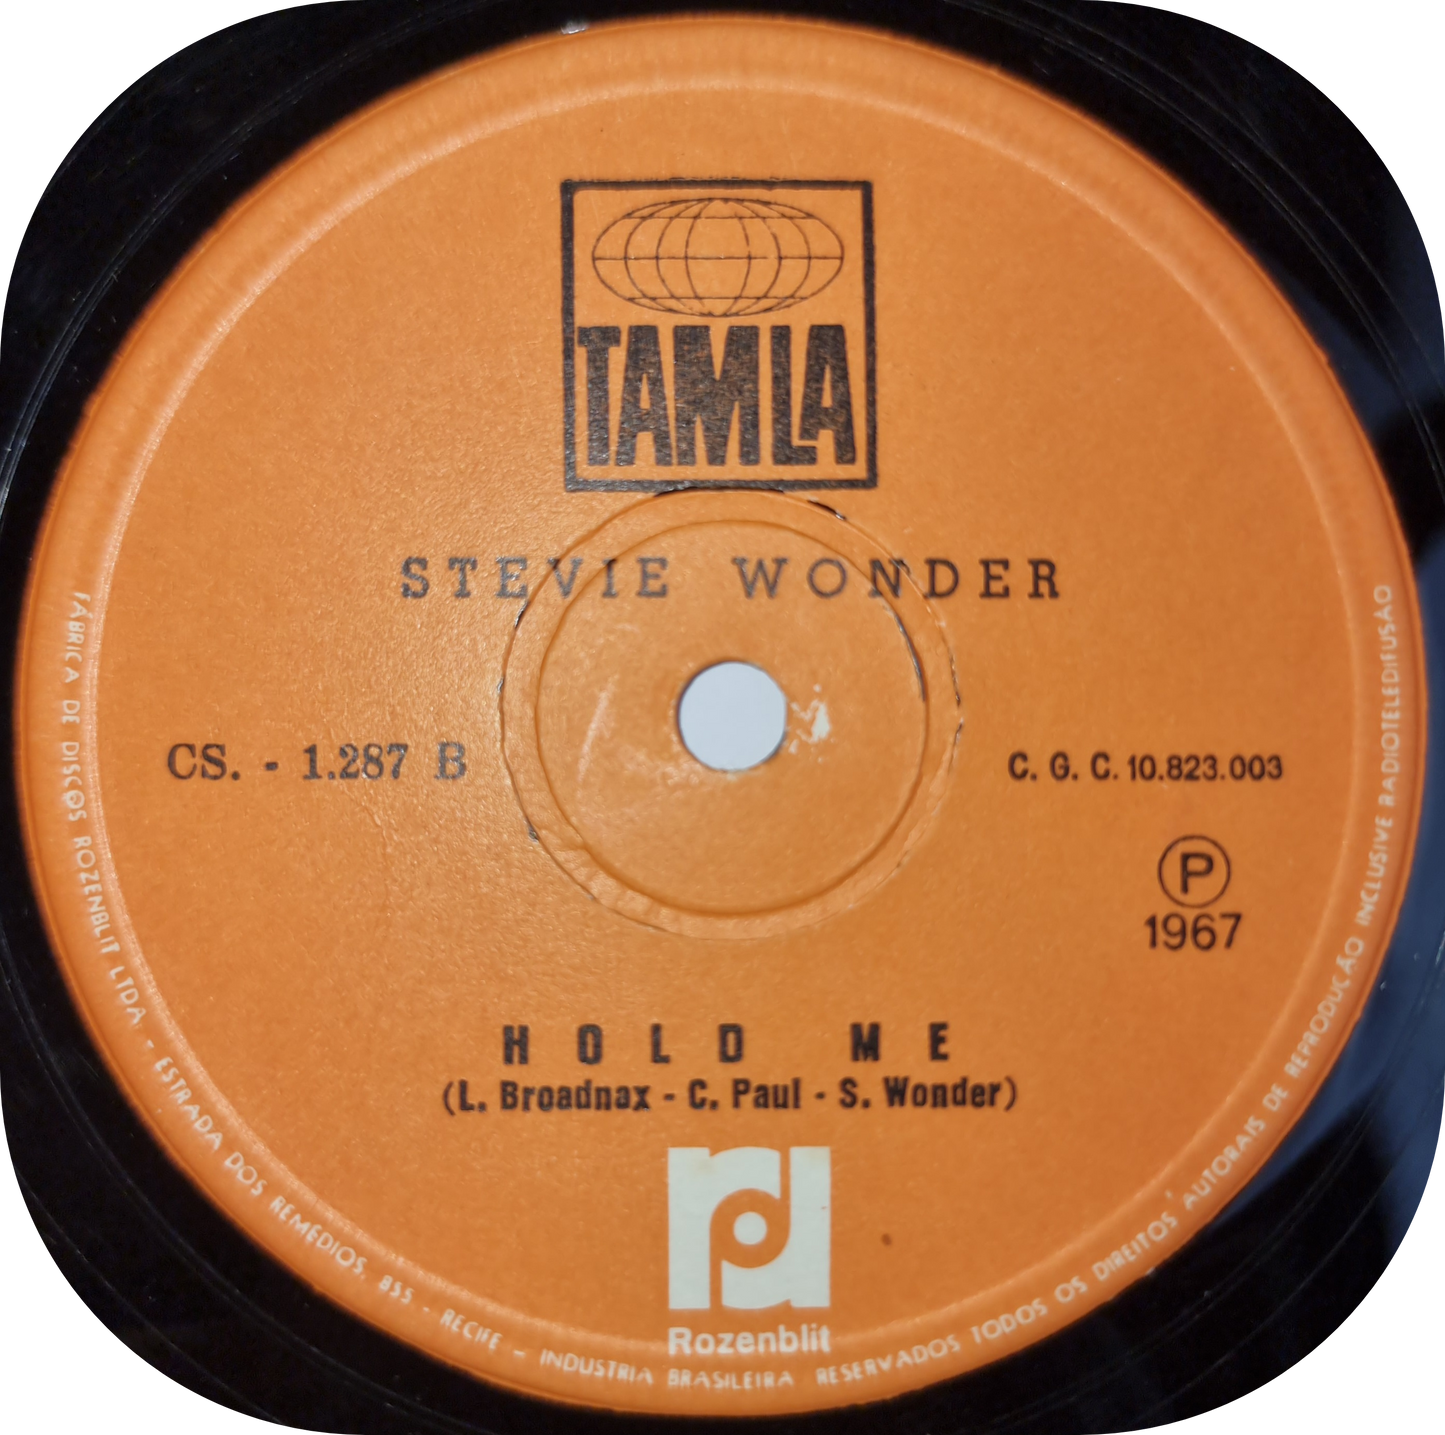 TAMLA
STEVIE WONDER
CS. - 1.287 B
C. G. C. 10.823.003
P
1967
HOLD ME
(L. Broadnax - C. Paul - S. Wonder)
Rozenblit
FÁBRICA DE DISCOS ROZENBLIT LTDA. - ESTRADA DOS REMÉDIOS, 855 - RECIFE - INDUSTRIA BRASILEIRA RESERVADOS TODOS OS DIREITOS AUTORAIS DE REPRODUÇÃO INCLUSIVE RADIOTELEDIFUSÃO